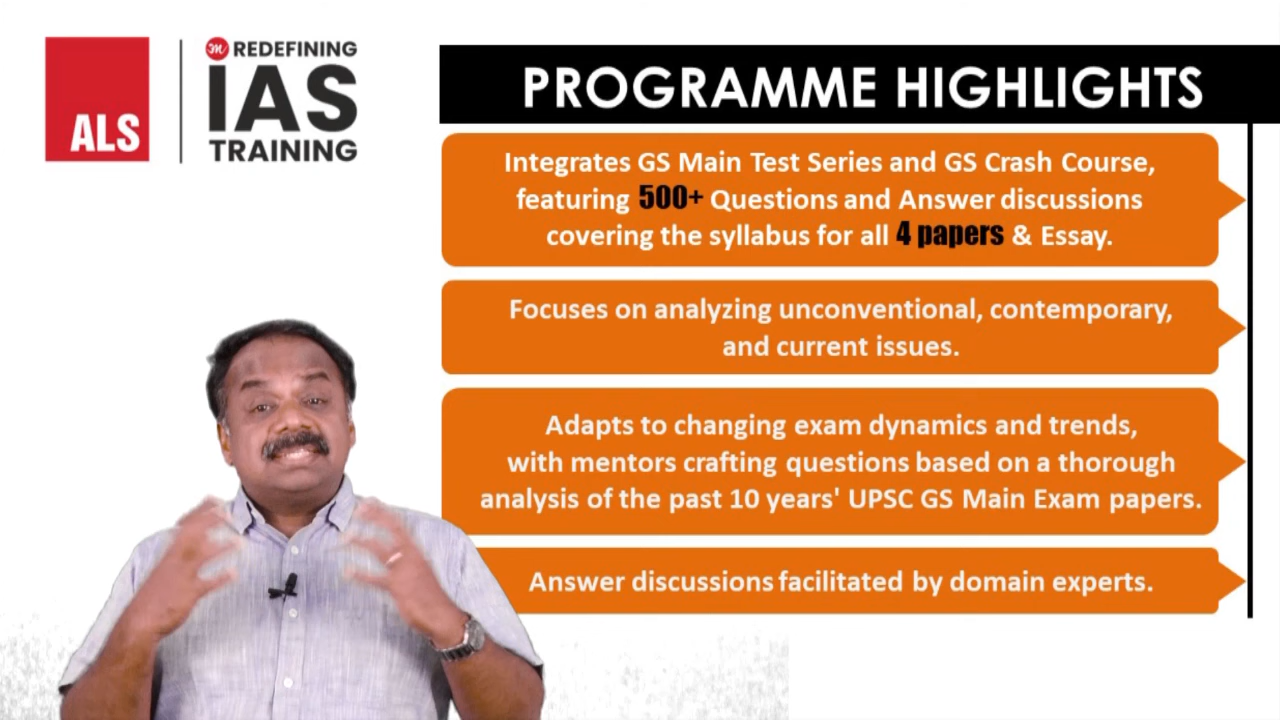 ALS
m REDEFINING
IAS
TRAINING
PROGRAMME HIGHLIGHTS
Integrates GS Main Test Series and GS Crash Course,
featuring 500+ Questions and Answer discussions
covering the syllabus for all 4 papers & Essay.
Focuses on analyzing unconventional, contemporary,
and current issues.
Adapts to changing exam dynamics and trends,
with mentors crafting questions based on a thorough
analysis of the past 10 years' UPSC GS Main Exam papers.
Answer discussions facilitated by domain experts.